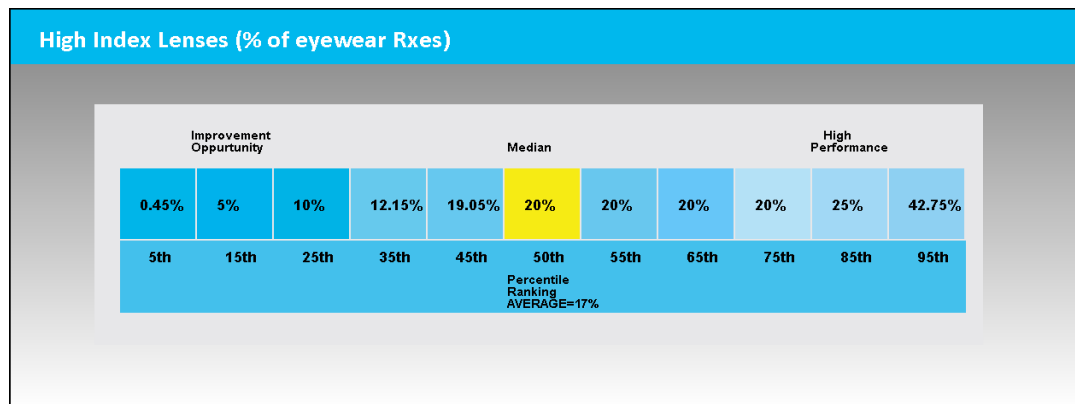 High Index Lenses (% of eyewear Rxes)
Improvement
Oppurtunity
Median
High
Performance
0.45% 5% 10% 12.15% 19.05% 20% 20% 20% 20% 25% 42.75%
5th 15th 25th 35th 45th 50th 55th 65th 75th 85th 95th
Percentile
Ranking
AVERAGE=17%